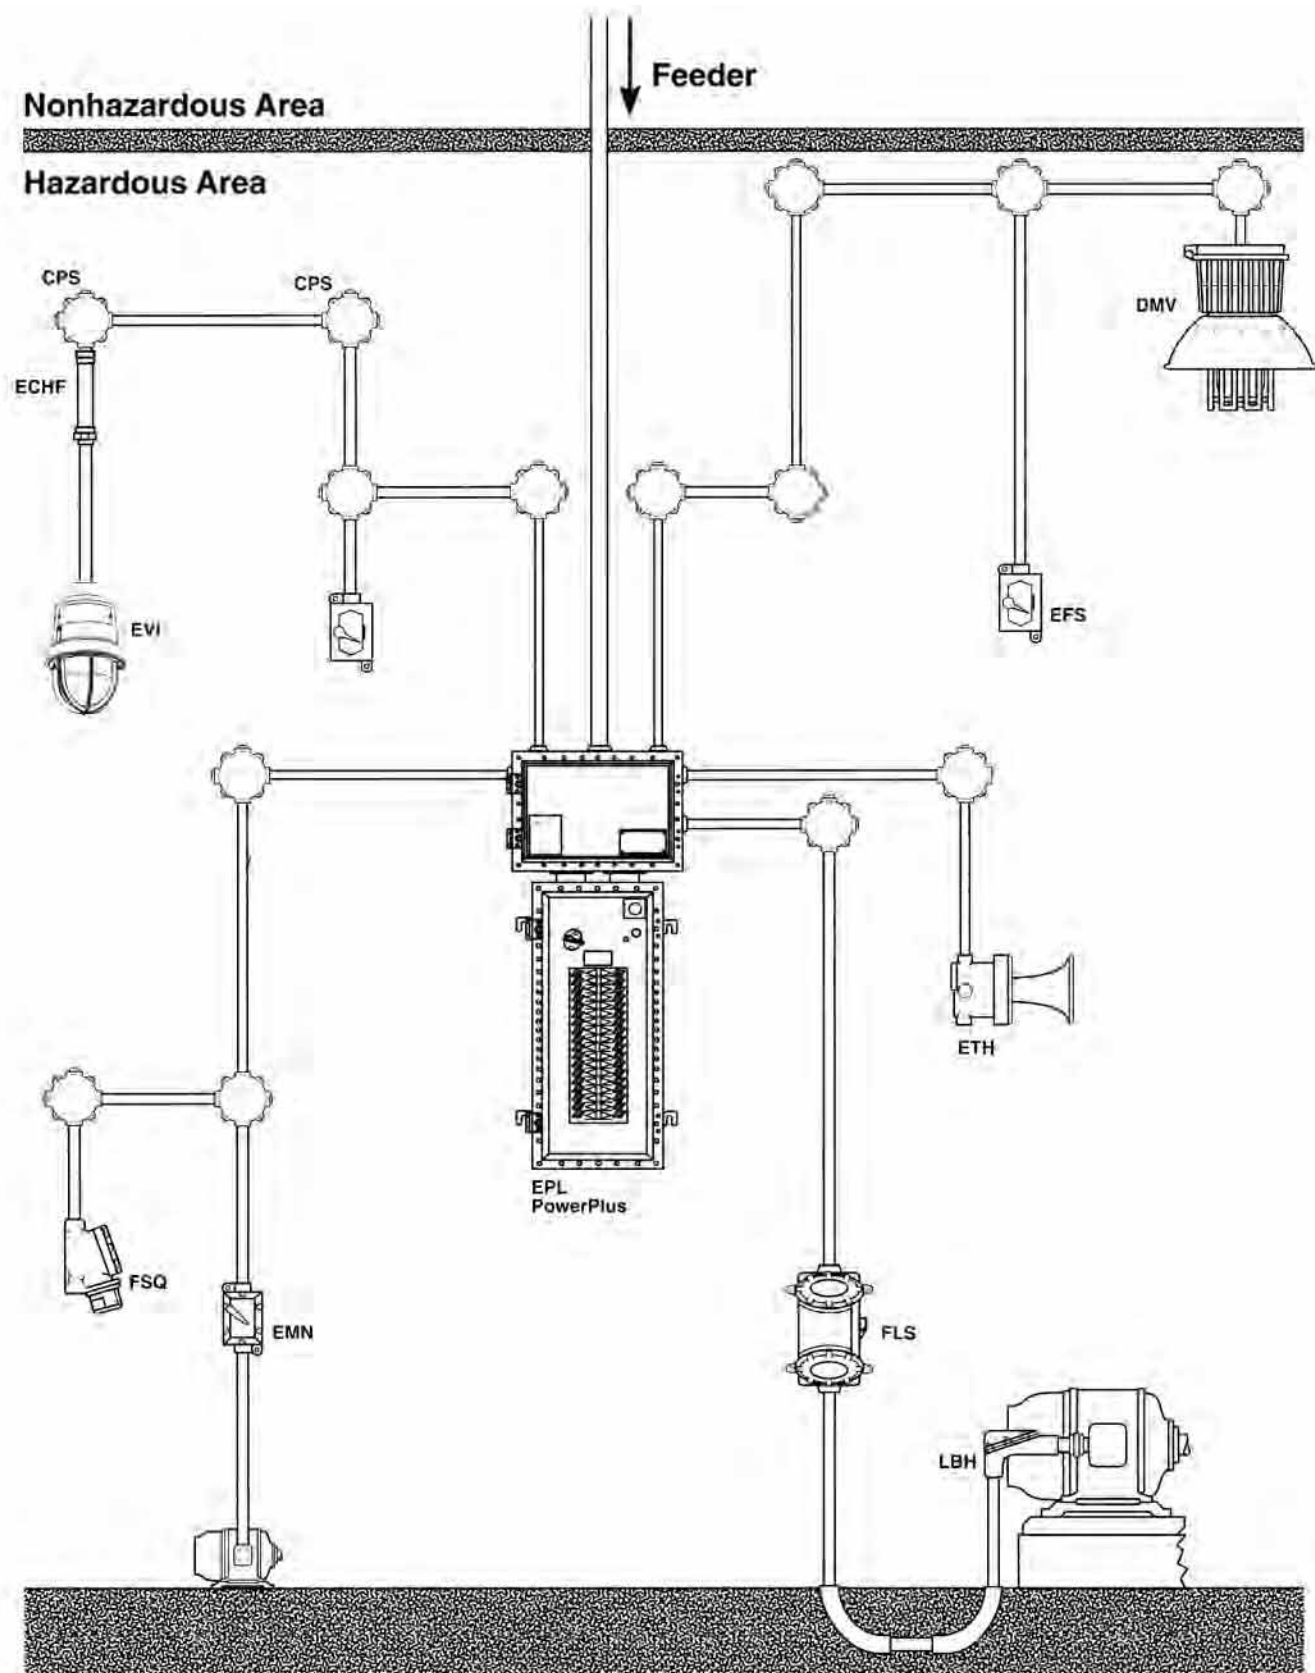 Feeder
Nonhazardous Area
Hazardous Area
CPS
CPS
DMV
ECHF
EVI
EFS
ETH
EPL
PowerPlus
FSQ
EMN
FLS
LBH